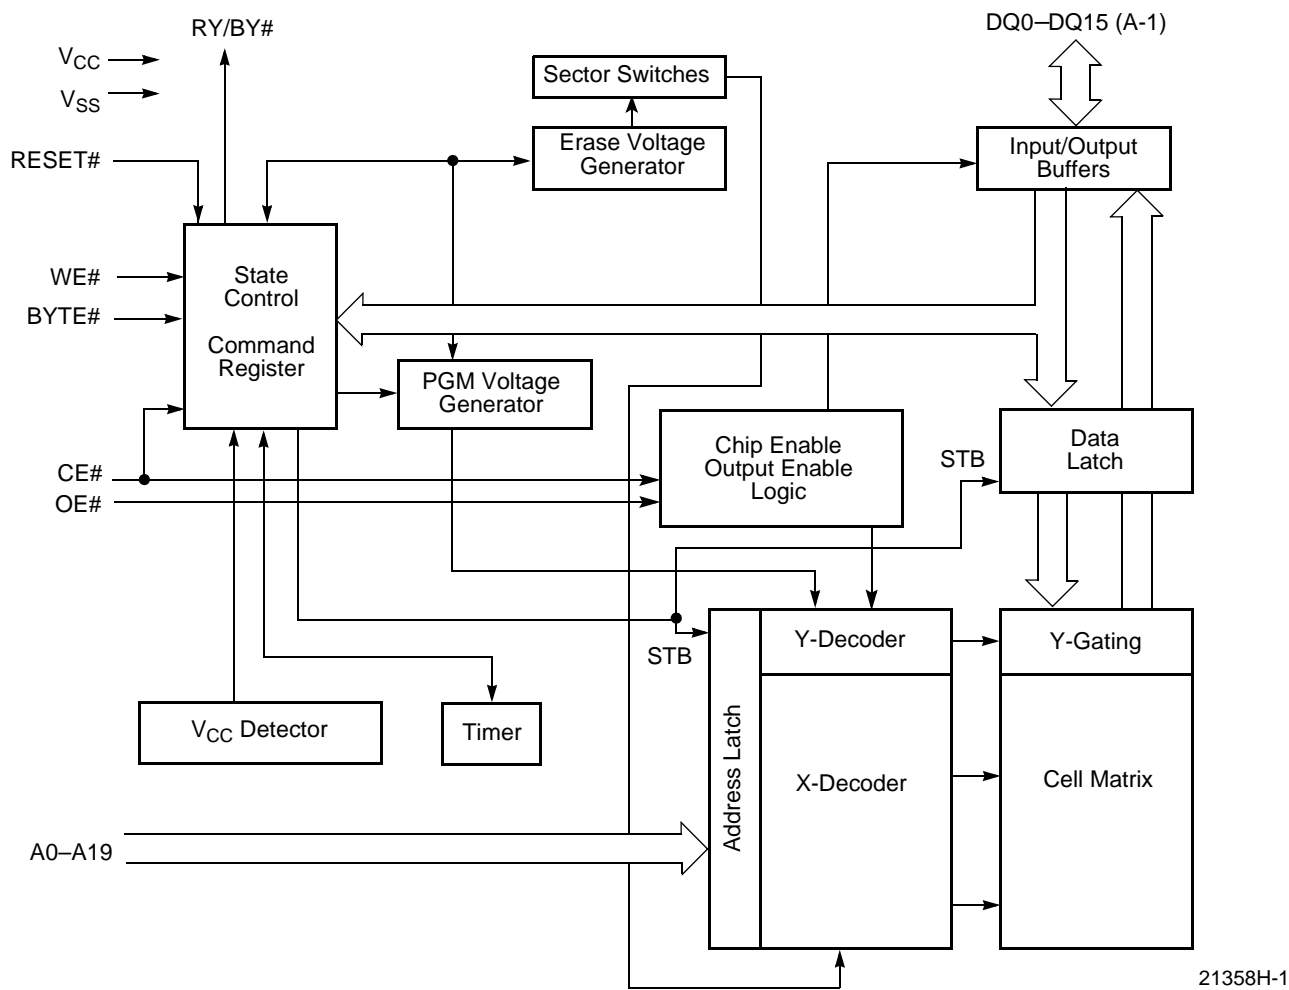 RY/BY#
DQ0–DQ15 (A-1)
VCC
VSS
Sector Switches
Erase Voltage
Generator
Input/Output
Buffers
RESET#
WE#
BYTE#
State
Control
Command
Register
PGM Voltage
Generator
Chip Enable
Output Enable
Logic
STB
Data
Latch
CE#
OE#
STB
Y-Decoder
Y-Gating
VCC Detector
Timer
Address Latch
X-Decoder
Cell Matrix
A0–A19
21358H-1